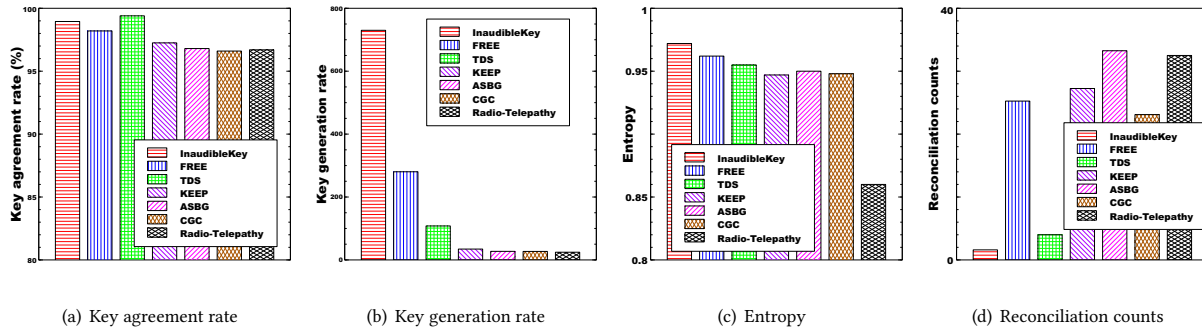 Key agreement rate (%)
100
95
90
85
80
InaudibleKey
FREE
TDS
KEEP
ASBG
CGC
Radio-Telepathy
(a) Key agreement rate
Key generation rate
800
600
400
200
0
InaudibleKey
FREE
TDS
KEEP
ASBG
CGC
Radio-Telepathy
(b) Key generation rate
Entropy
1
0.95
0.9
0.85
0.8
InaudibleKey
FREE
TDS
KEEP
ASBG
CGC
Radio-Telepathy
(c) Entropy
Reconciliation counts
40
0
InaudibleKey
FREE
TDS
KEEP
ASBG
CGC
Radio-Telepathy
(d) Reconciliation counts